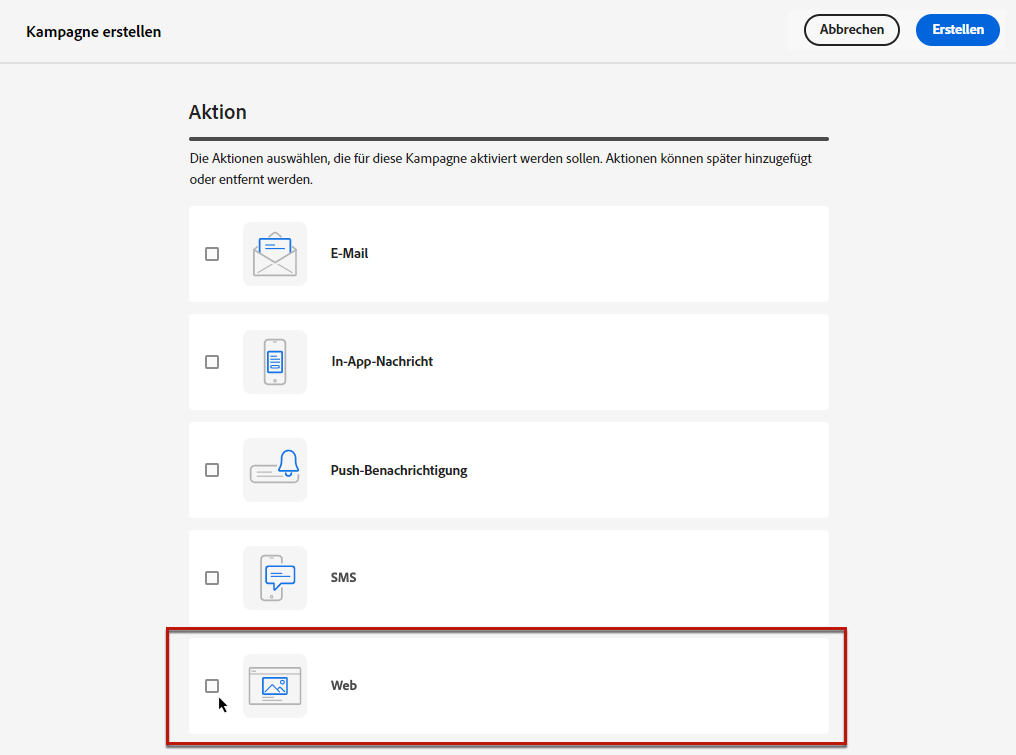 Kampagne erstellen
Abbrechen
Erstellen
Aktion
Die Aktionen auswählen, die für diese Kampagne aktiviert werden sollen. Aktionen können später hinzugefügt
oder entfernt werden.
E-Mail
In-App-Nachricht
Push-Benachrichtigung
SMS
Web